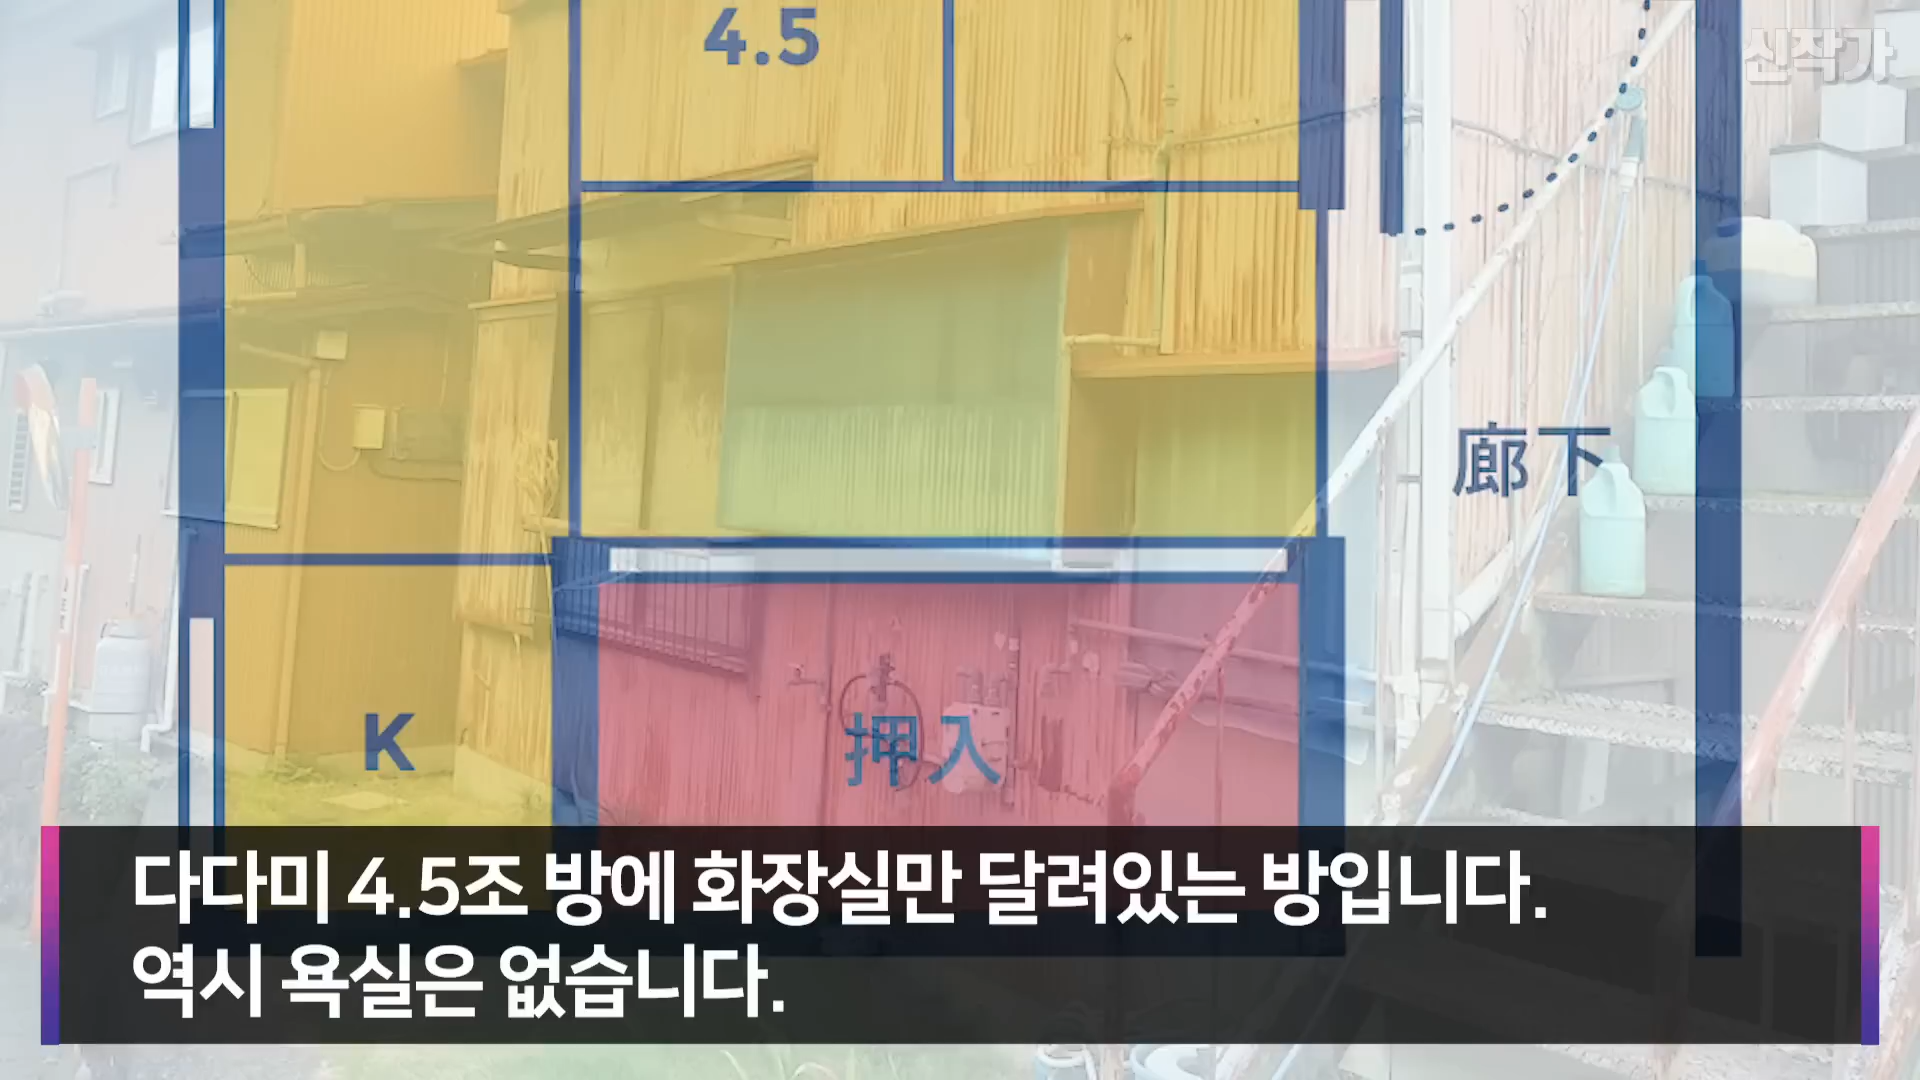 신작가
4.5
廊下
K
押入
다다미 4.5조 방에 화장실만 달려있는 방입니다.
역시 욕실은 없습니다.